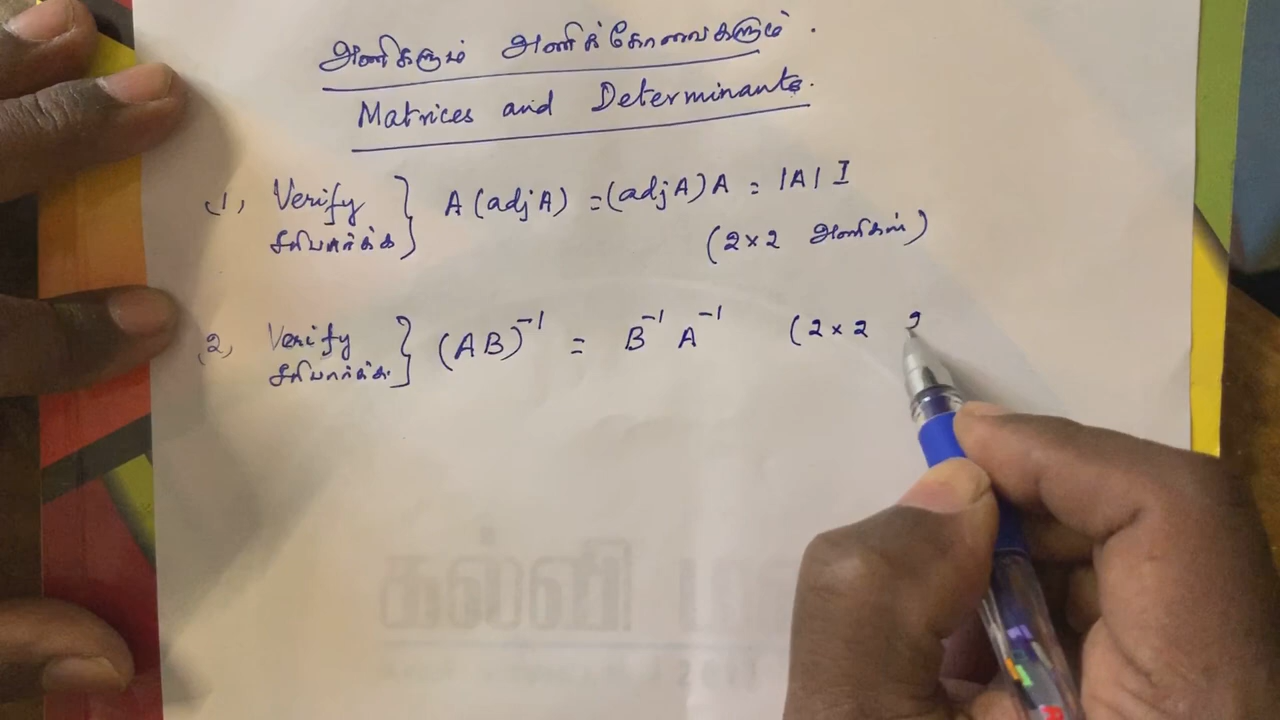 அணிகளும் அணிக்கோவைகளும்.
Matrices and Determinants.
1, Verify } A (adj A) = (adj A) A = |A| I
சரிபார்க்க (2×2 அணிகள்)
2, Verify } (AB)⁻¹ = B⁻¹ A⁻¹ (2×2
சரிபார்க்க.
கல்வி